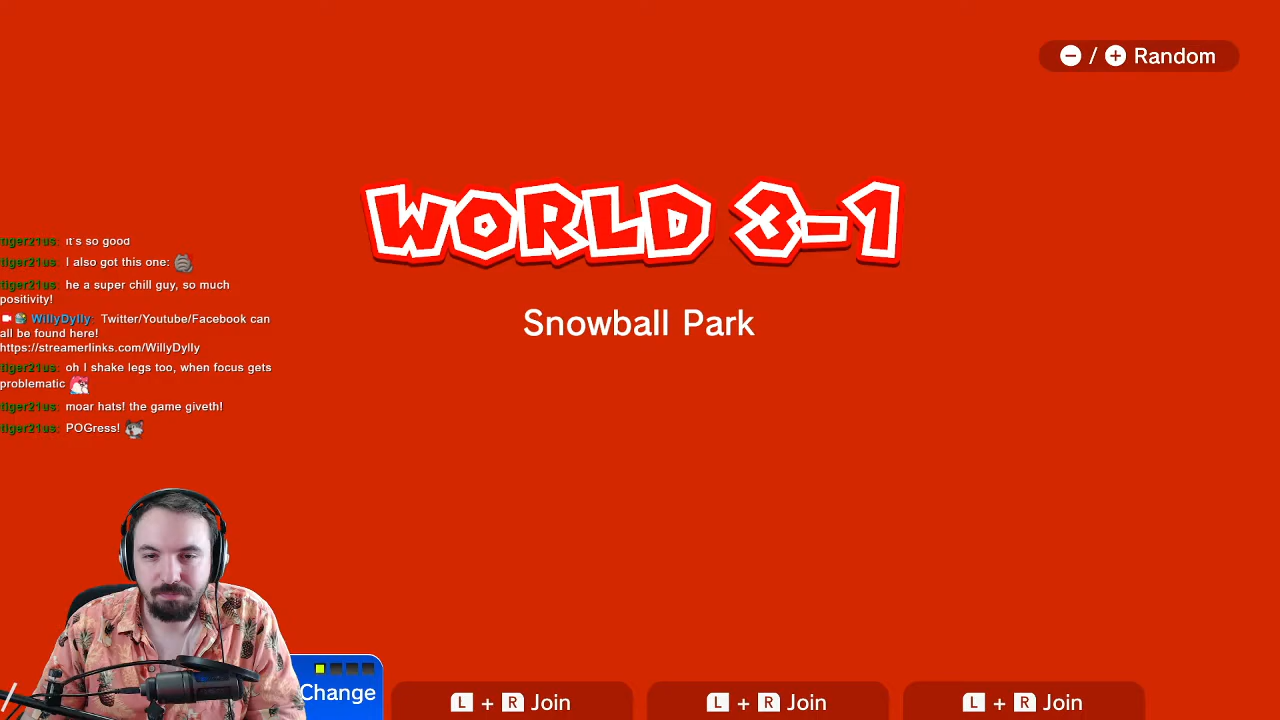 - / + Random
WORLD 3-1
Snowball Park
tiger21us: it's so good
tiger21us: I also got this one:
tiger21us: he a super chill guy, so much
positivity!
WillyDylly: Twitter/Youtube/Facebook can
all be found here!
https://streamerlinks.com/WillyDylly
tiger21us: oh I shake legs too, when focus gets
problematic
tiger21us: moar hats! the game giveth!
tiger21us: POGress!
Change
L + R Join
L + R Join
L + R Join